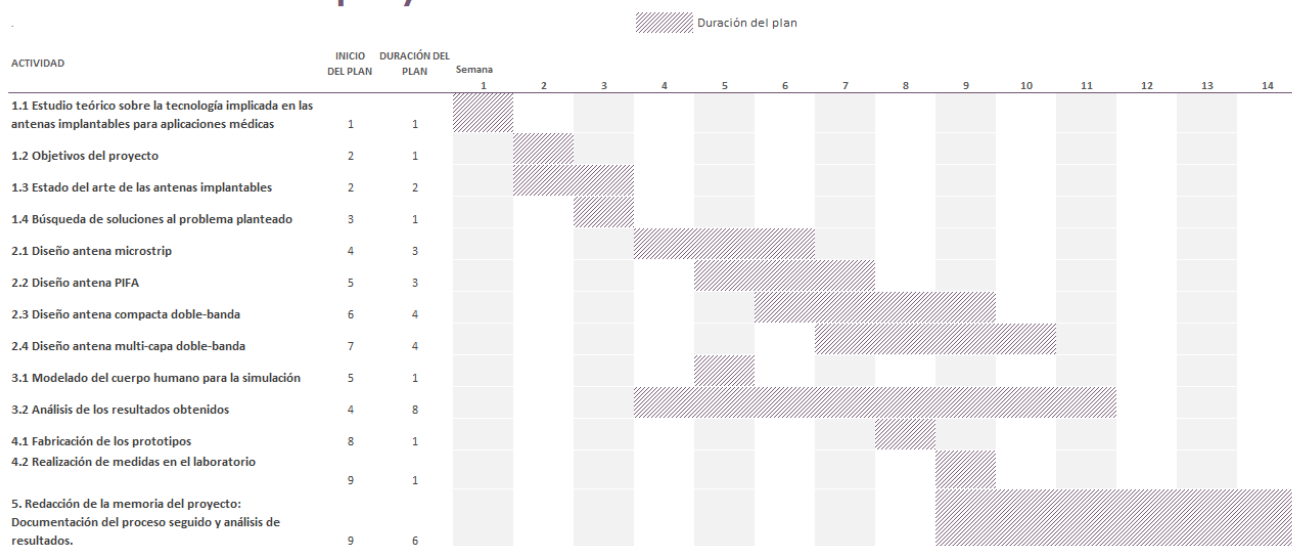 Duración del plan
ACTIVIDAD
INICIO DEL PLAN
DURACIÓN DEL PLAN
Semana
1 2 3 4 5 6 7 8 9 10 11 12 13 14
1.1 Estudio teórico sobre la tecnología implicada en las
antenas implantables para aplicaciones médicas 1 1
1.2 Objetivos del proyecto 2 1
1.3 Estado del arte de las antenas implantables 2 2
1.4 Búsqueda de soluciones al problema planteado 3 1
2.1 Diseño antena microstrip 4 3
2.2 Diseño antena PIFA 5 3
2.3 Diseño antena compacta doble-banda 6 4
2.4 Diseño antena multi-capa doble-banda 7 4
3.1 Modelado del cuerpo humano para la simulación 5 1
3.2 Análisis de los resultados obtenidos 4 8
4.1 Fabricación de los prototipos 8 1
4.2 Realización de medidas en el laboratorio
9 1
5. Redacción de la memoria del proyecto:
Documentación del proceso seguido y análisis de
resultados. 9 6